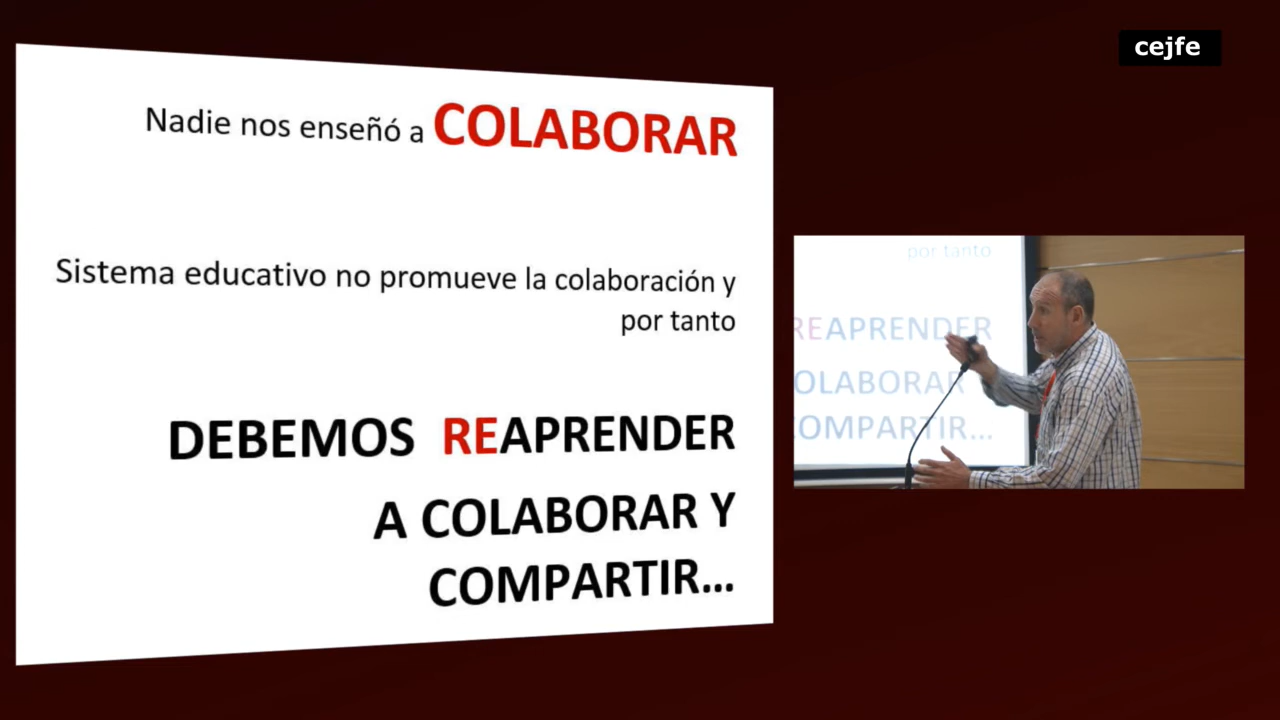 cejfe
Nadie nos enseñó a COLABORAR
Sistema educativo no promueve la colaboración y
por tanto
DEBEMOS REAPRENDER
A COLABORAR Y
COMPARTIR...
por tanto
REAPRENDER
OLABORAR
COMPARTIR...